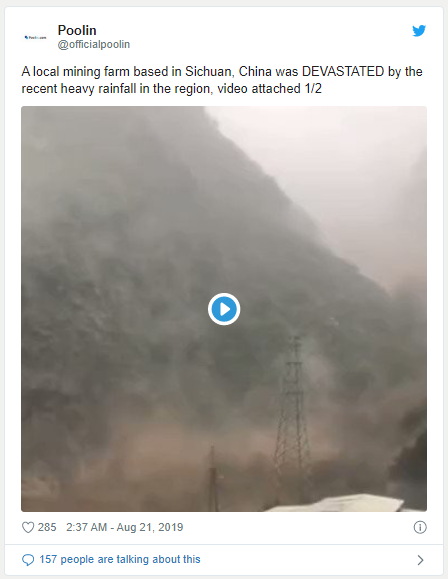 Poolin
@officialpoolin
A local mining farm based in Sichuan, China was DEVASTATED by the
recent heavy rainfall in the region, video attached 1/2
285 2:37 AM - Aug 21, 2019
157 people are talking about this